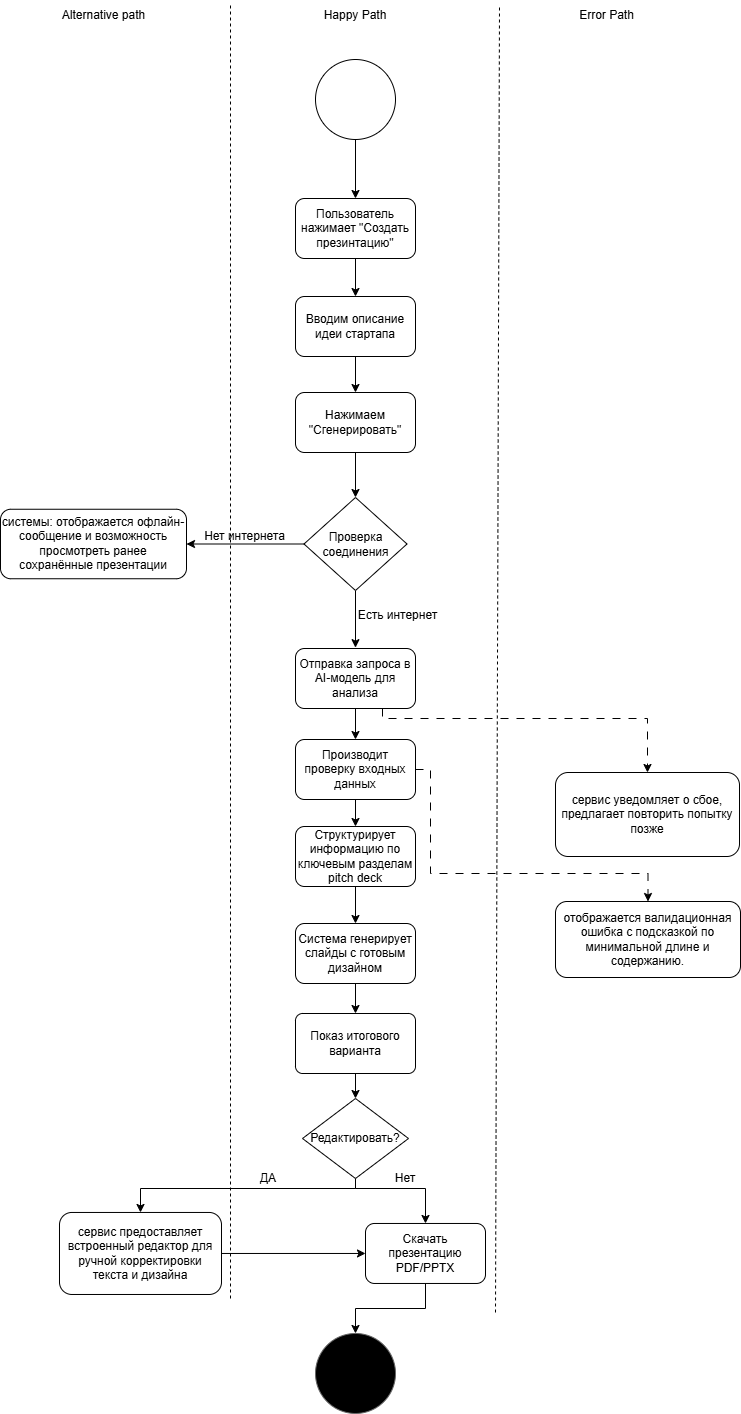 Alternative path
Happy Path
Error Path
Пользователь
нажимает "Создать
презинтацию"
Вводим описание
идеи стартапа
Нажимаем
"Сгенерировать"
системы: отображается офлайн-
сообщение и возможность
просмотреть ранее
сохранённые презентации
Нет интернета
Проверка
соединения
Есть интернет
Отправка запроса в
AI-модель для
анализа
Производит
проверку входных
данных
сервис уведомляет о сбое,
предлагает повторить попытку
позже
Структурирует
информацию по
ключевым разделам
pitch deck
отображается валидационная
ошибка с подсказкой по
минимальной длине и
содержанию.
Система генерирует
слайды с готовым
дизайном
Показ итогового
варианта
Редактировать?
ДА
Нет
сервис предоставляет
встроенный редактор для
ручной корректировки
текста и дизайна
Скачать
презентацию
PDF/PPTX